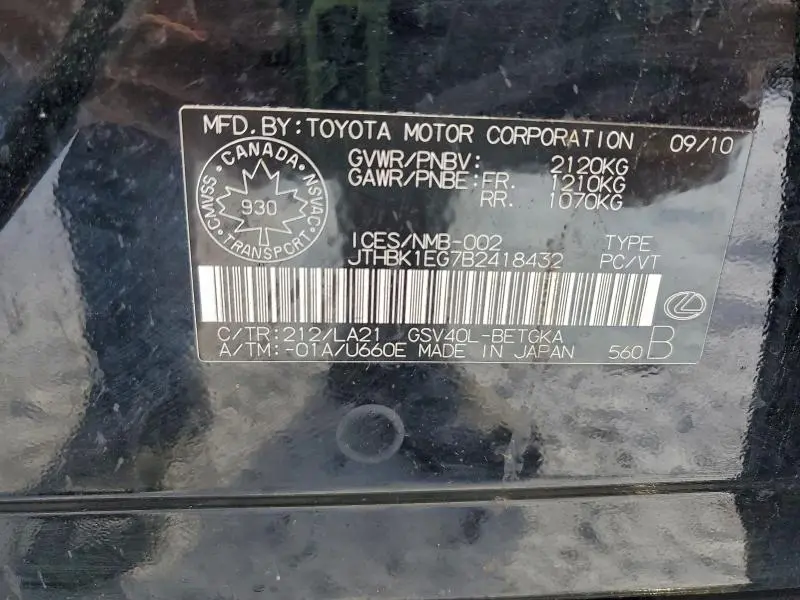 MFD.BY:TOYOTA MOTOR CORPORATION 09/10
GVWR/PNBV: 2120KG
GAWR/PNBE:FR. 1210KG
RR. 1070KG
CANADA
CMVSS NSVAC
930
TRANSPORT
ICES/NMB-002 TYPE
JTHBK1EG7B2418432 PC/VT
C/TR:212/LA21 GSV40L-BETGKA
A/TM:-01A/U660E MADE IN JAPAN 560 B